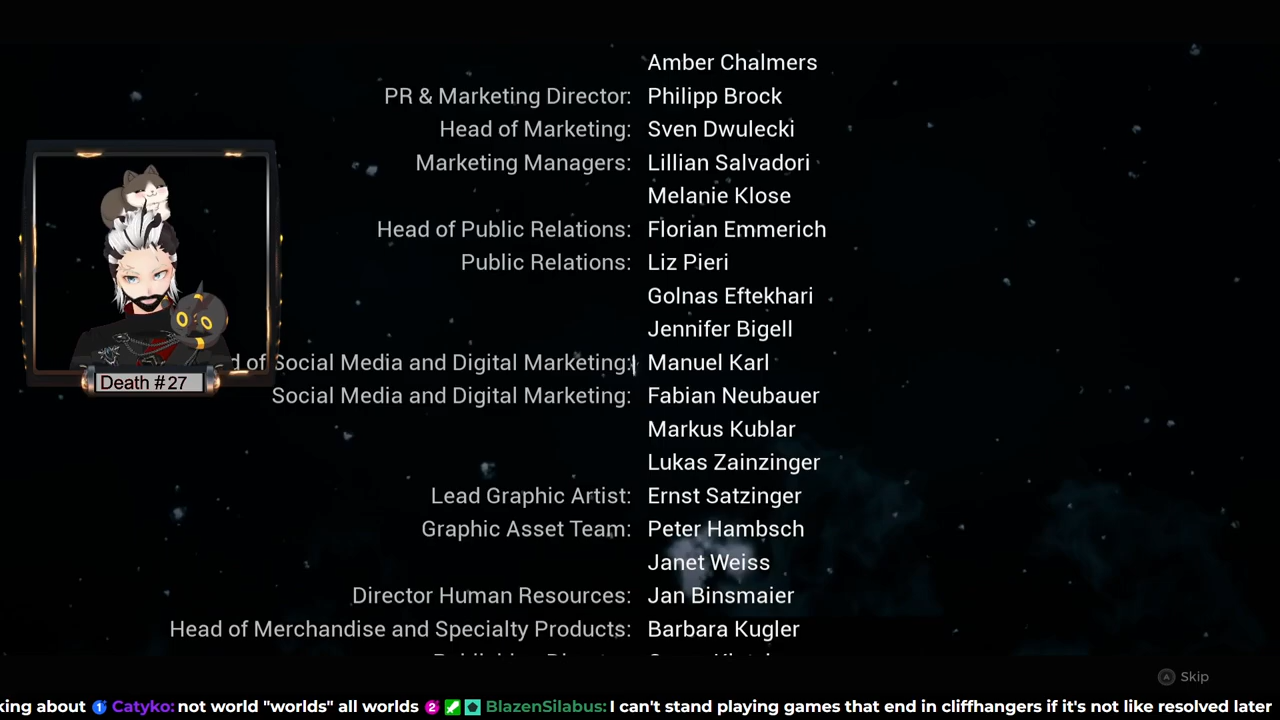 Amber Chalmers
PR & Marketing Director: Philipp Brock
Head of Marketing: Sven Dwulecki
Marketing Managers: Lillian Salvadori
Melanie Klose
Head of Public Relations: Florian Emmerich
Public Relations: Liz Pieri
Golnas Eftekhari
Jennifer Bigell
of Social Media and Digital Marketing: Manuel Karl
Social Media and Digital Marketing: Fabian Neubauer
Markus Kublar
Lukas Zainzinger
Lead Graphic Artist: Ernst Satzinger
Graphic Asset Team: Peter Hambsch
Janet Weiss
Director Human Resources: Jan Binsmaier
Head of Merchandise and Specialty Products: Barbara Kugler
Death #27
A Skip
king about 1 Catyko: not world "worlds" all worlds 2 BlazenSilabus: I can't stand playing games that end in cliffhangers if it's not like resolved later